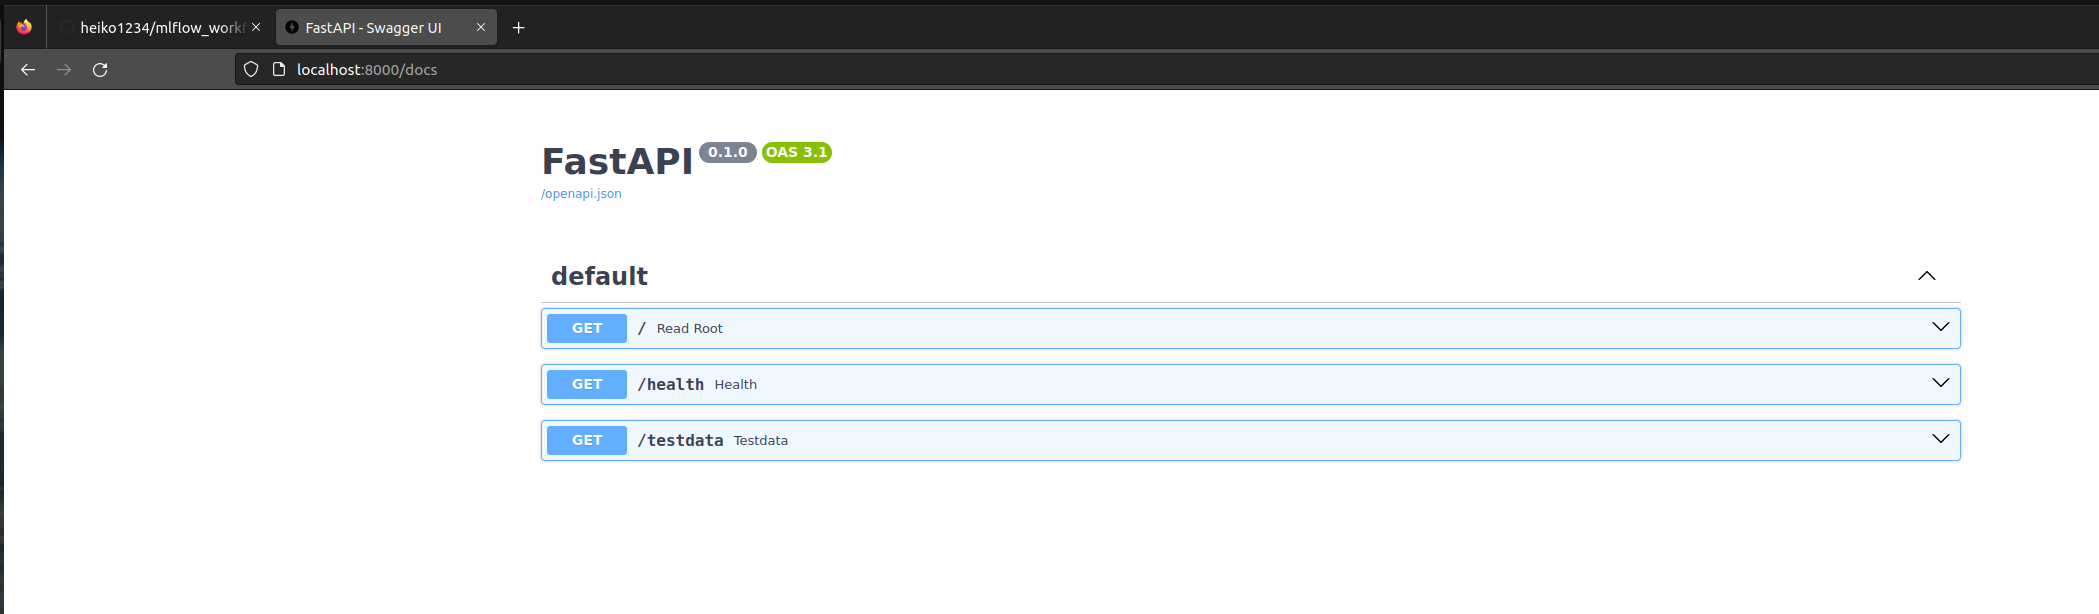 heiko1234/mlflow_workf
FastAPI - Swagger UI
localhost:8000/docs
FastAPI 0.1.0 OAS 3.1
/openapi.json
default
GET / Read Root
GET /health Health
GET /testdata Testdata